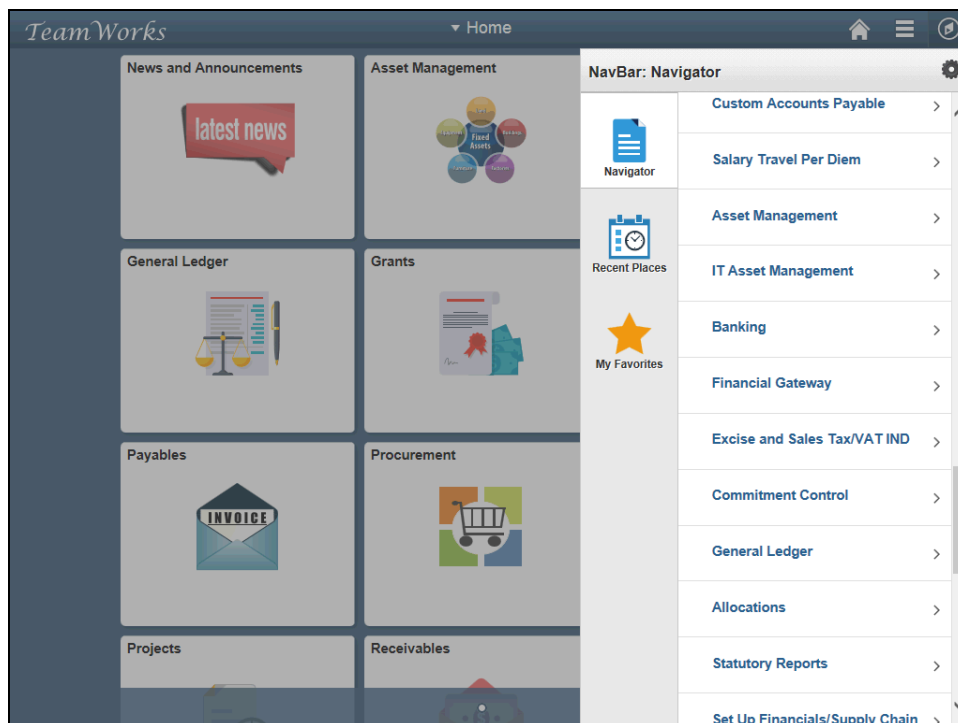 TeamWorks
Home
News and Announcements
latest news
Asset Management
Fixed
Assets
General Ledger
Grants
Payables
INVOICE
Procurement
Projects
Receivables
NavBar: Navigator
Navigator
Recent Places
My Favorites
Custom Accounts Payable
Salary Travel Per Diem
Asset Management
IT Asset Management
Banking
Financial Gateway
Excise and Sales Tax/VAT IND
Commitment Control
General Ledger
Allocations
Statutory Reports
Set Up Financials/Supply Chain